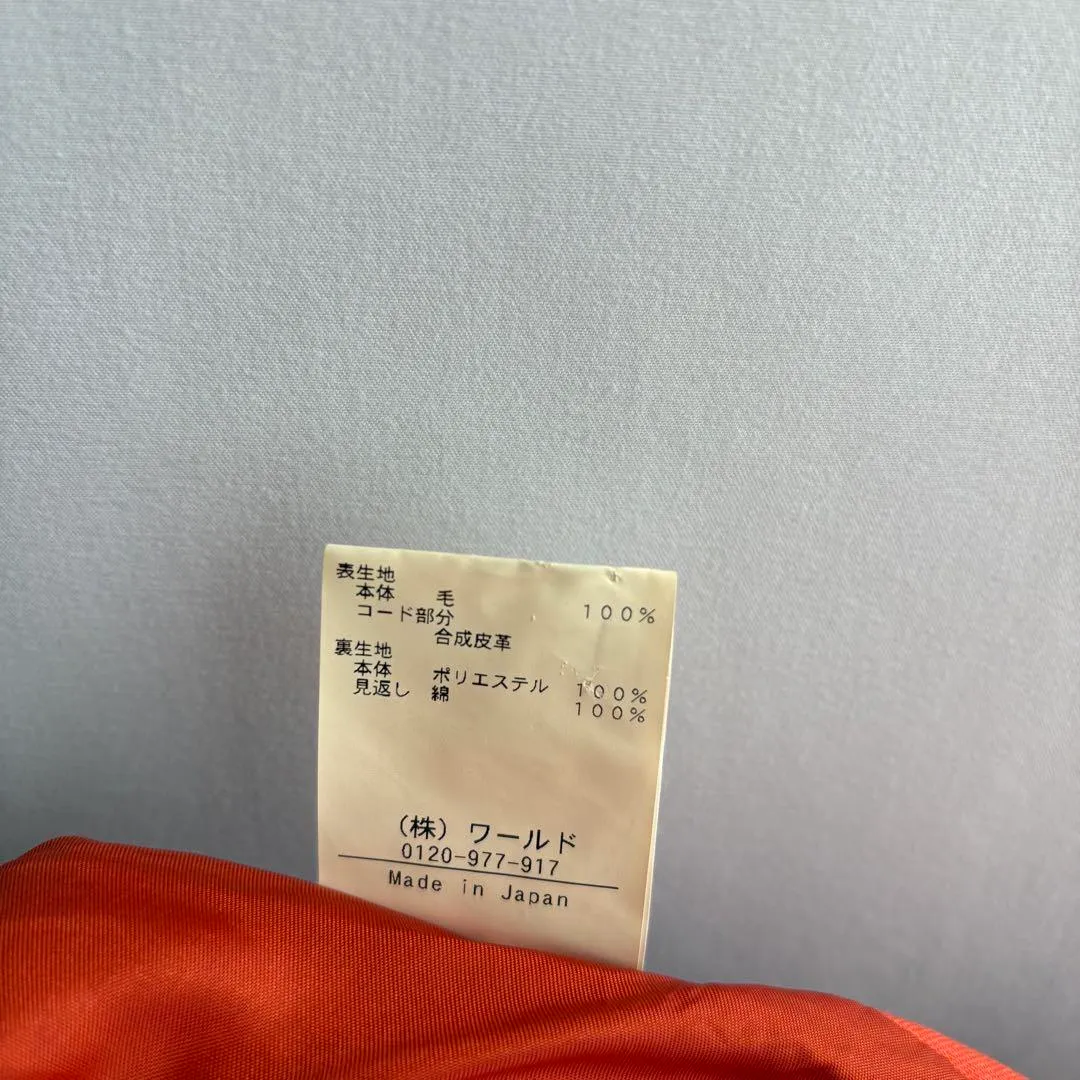 表生地
本体 毛 100%
コード部分
合成皮革
裏生地
本体 ポリエステル 100%
見返し 綿 100%
(株) ワールド
0120-977-917
Made in Japan